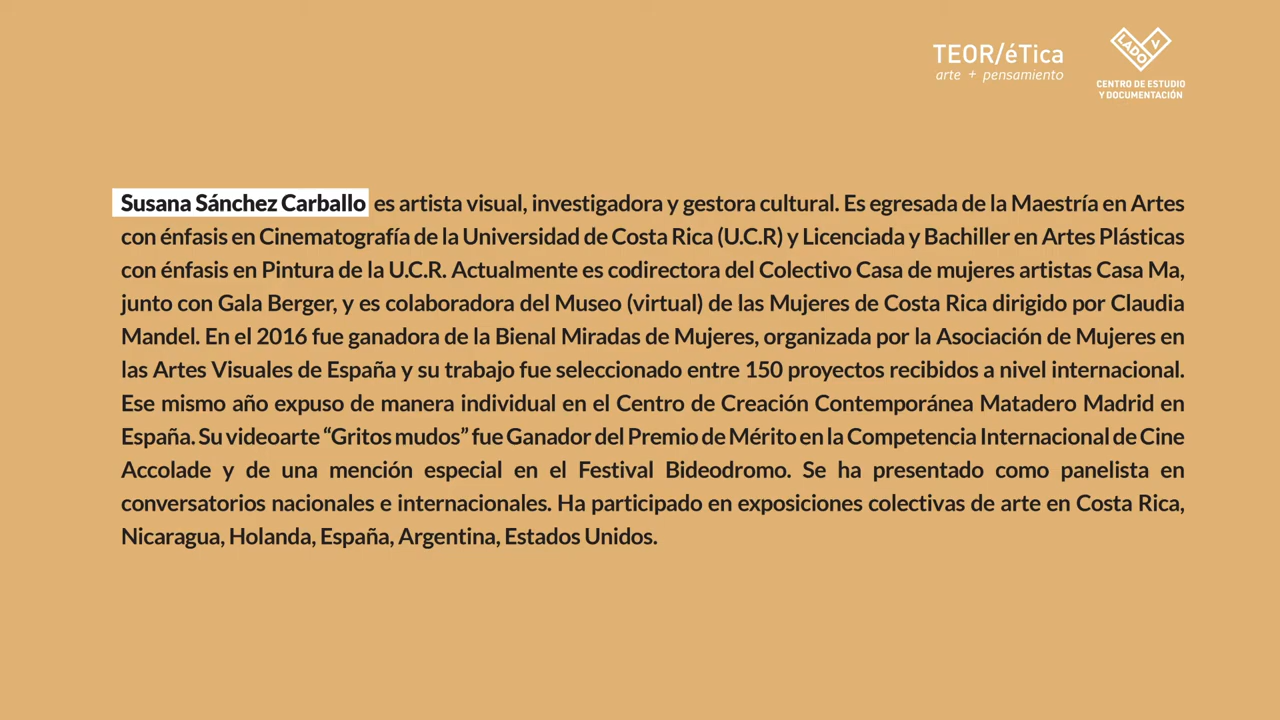 TEOR/éTica
arte + pensamiento
LADO V
CENTRO DE ESTUDIO
Y DOCUMENTACIÓN
Susana Sánchez Carballo es artista visual, investigadora y gestora cultural. Es egresada de la Maestría en Artes
con énfasis en Cinematografía de la Universidad de Costa Rica (U.C.R) y Licenciada y Bachiller en Artes Plásticas
con énfasis en Pintura de la U.C.R. Actualmente es codirectora del Colectivo Casa de mujeres artistas Casa Ma,
junto con Gala Berger, y es colaboradora del Museo (virtual) de las Mujeres de Costa Rica dirigido por Claudia
Mandel. En el 2016 fue ganadora de la Bienal Miradas de Mujeres, organizada por la Asociación de Mujeres en
las Artes Visuales de España y su trabajo fue seleccionado entre 150 proyectos recibidos a nivel internacional.
Ese mismo año expuso de manera individual en el Centro de Creación Contemporánea Matadero Madrid en
España. Su videoarte “Gritos mudos” fue Ganador del Premio de Mérito en la Competencia Internacional de Cine
Accolade y de una mención especial en el Festival Bideodromo. Se ha presentado como panelista en
conversatorios nacionales e internacionales. Ha participado en exposiciones colectivas de arte en Costa Rica,
Nicaragua, Holanda, España, Argentina, Estados Unidos.